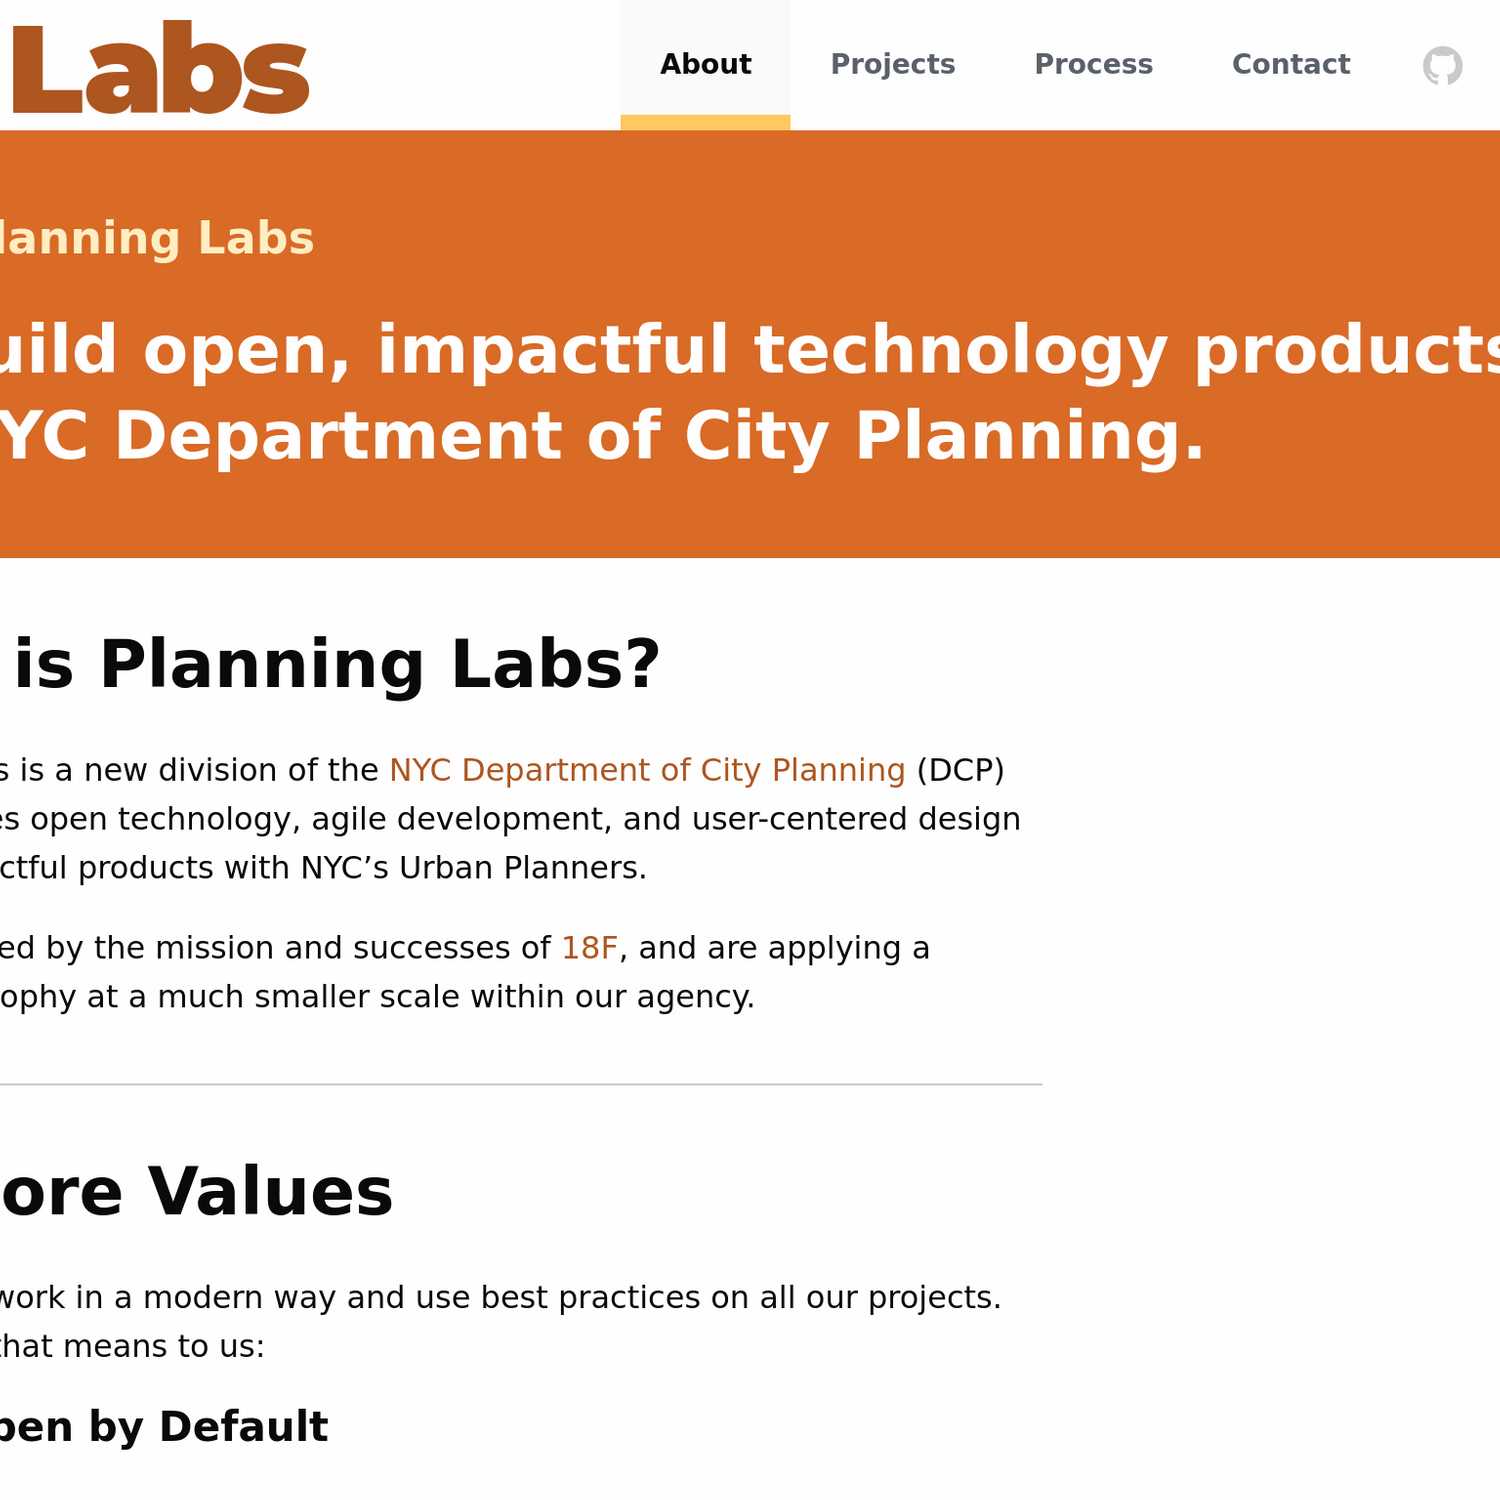 Labs
About Projects Process Contact
lanning Labs
uild open, impactful technology products
YC Department of City Planning.
is Planning Labs?
s is a new division of the NYC Department of City Planning (DCP)
es open technology, agile development, and user-centered design
ctful products with NYC’s Urban Planners.
ed by the mission and successes of 18F, and are applying a
ophy at a much smaller scale within our agency.
ore Values
work in a modern way and use best practices on all our projects.
that means to us:
pen by Default